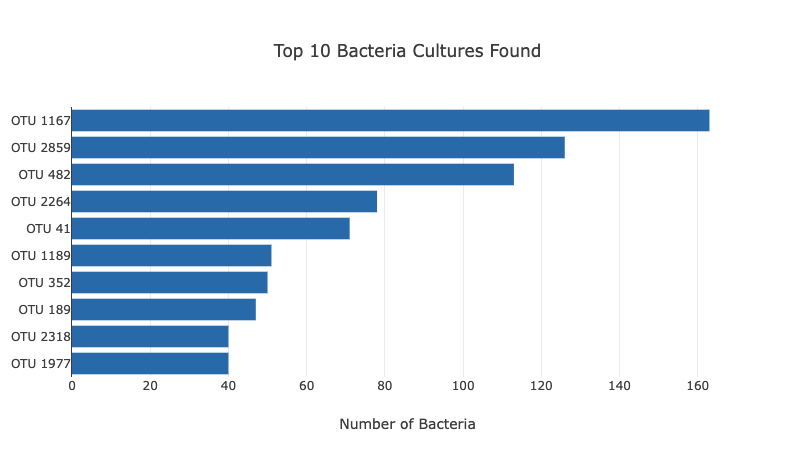 Top 10 Bacteria Cultures Found
OTU 1167
OTU 2859
OTU 482
OTU 2264
OTU 41
OTU 1189
OTU 352
OTU 189
OTU 2318
OTU 1977
0 20 40 60 80 100 120 140 160
Number of Bacteria